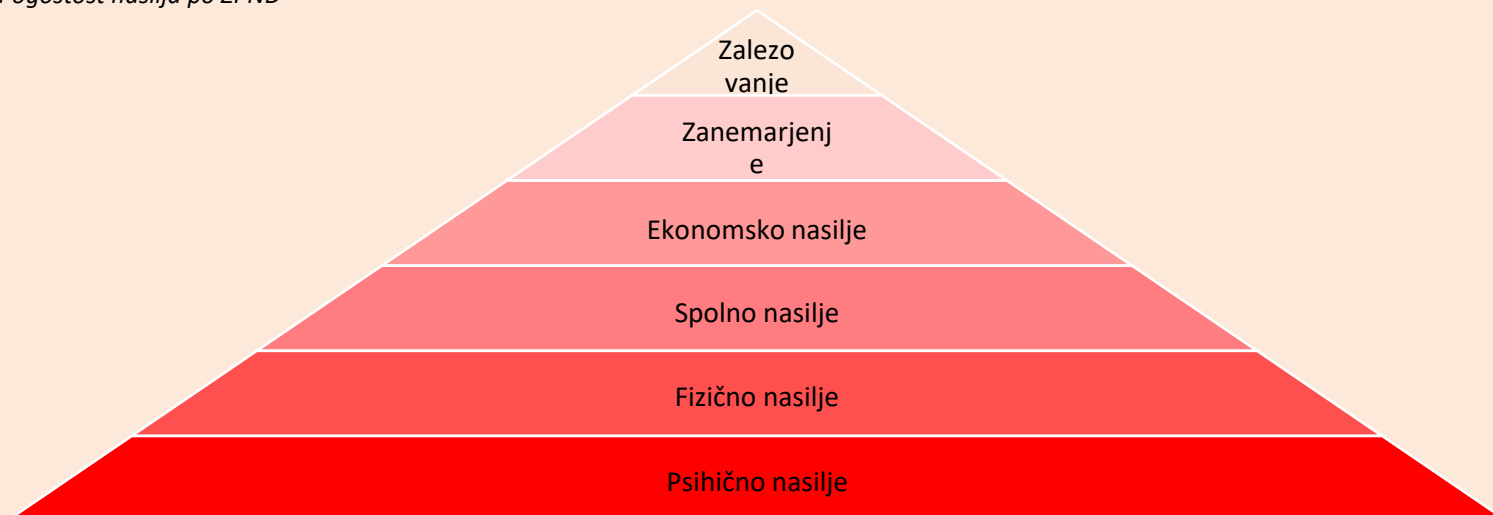 Pogostost nasilja po ZPND
Zalezo
vanje
Zanemarjenj
e
Ekonomsko nasilje
Spolno nasilje
Fizično nasilje
Psihično nasilje